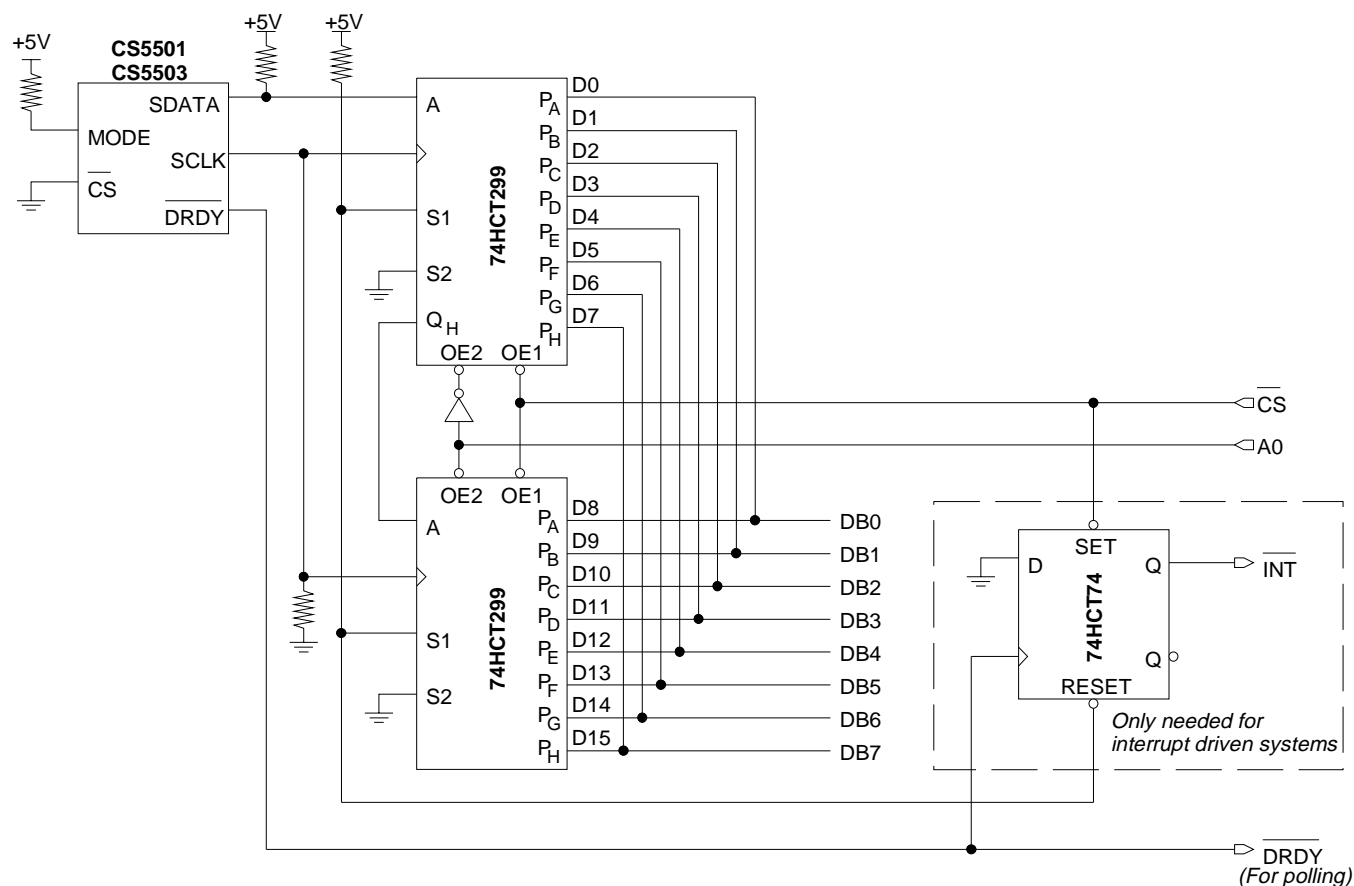 +5V
+5V
+5V
CS5501
CS5503
SDATA
MODE
SCLK
CS
DRDY
A
S1
S2
QH
74HCT299
OE2
OE1
PA
PB
PC
PD
PE
PF
PG
PH
D0
D1
D2
D3
D4
D5
D6
D7
CS
A0
OE2
OE1
A
S1
S2
74HCT299
PA
PB
PC
PD
PE
PF
PG
PH
D8
D9
D10
D11
D12
D13
D14
D15
DB0
DB1
DB2
DB3
DB4
DB5
DB6
DB7
SET
D
Q
74HCT74
Q
RESET
INT
Only needed for
interrupt driven systems
DRDY
(For polling)